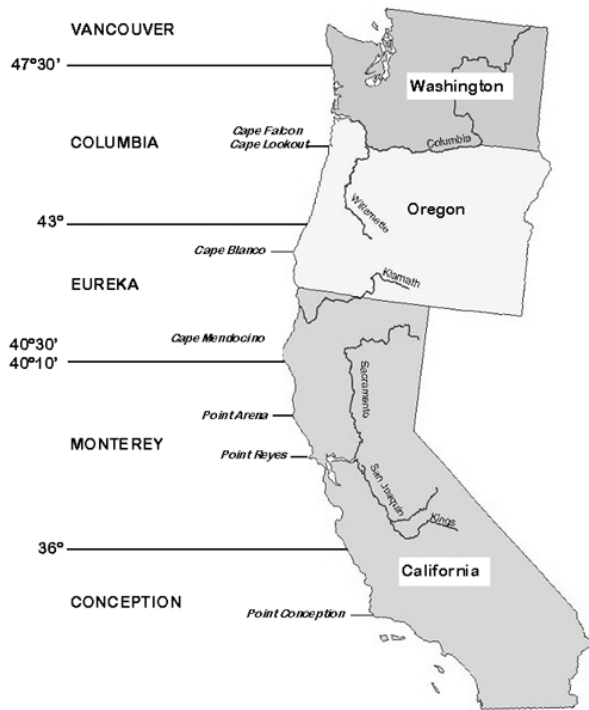 VANCOUVER
47°30'
Washington
Cape Falcon
COLUMBIA
Cape Lookout
Columbia
Oregon
Willamette
43°
Cape Blanco
Klamath
EUREKA
Cape Mendocino
40°30'
40°10'
Sacramento
Point Arena
MONTEREY
Point Reyes
San Joaquin
Kings
36°
California
CONCEPTION
Point Conception